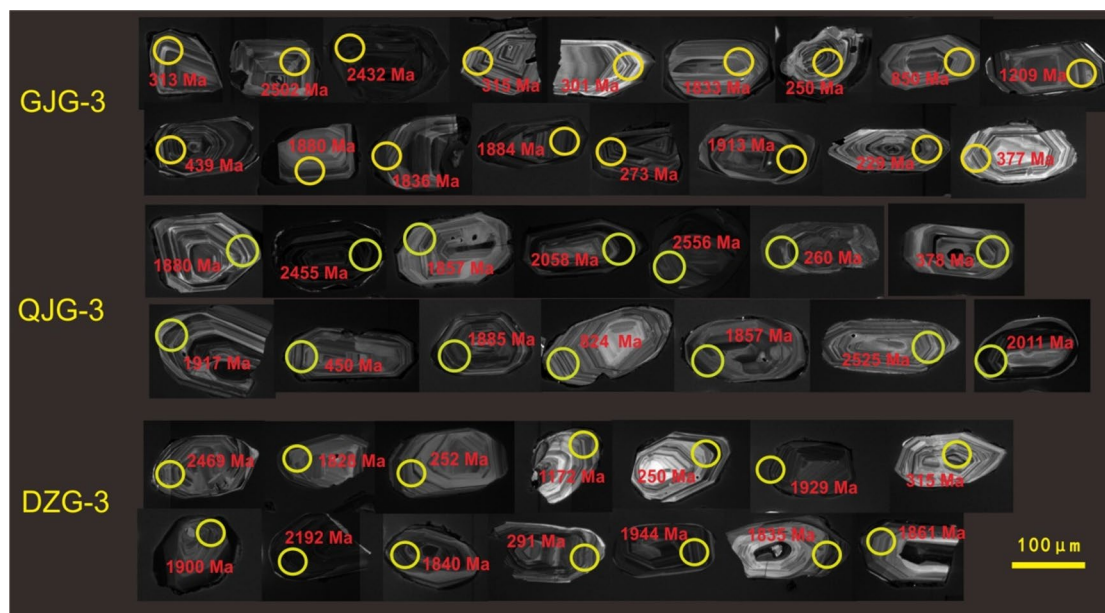 GJG-3
313 Ma
2502 Ma
2432 Ma
315 Ma
301 Ma
1833 Ma
250 Ma
850 Ma
1209 Ma
439 Ma
1880 Ma
1836 Ma
1884 Ma
273 Ma
1913 Ma
377 Ma
QJG-3
1880 Ma
2455 Ma
1857 Ma
2058 Ma
2556 Ma
260 Ma
378 Ma
1917 Ma
450 Ma
1885 Ma
824 Ma
1857 Ma
2525 Ma
2011 Ma
DZG-3
2469 Ma
1828 Ma
252 Ma
1173 Ma
250 Ma
1929 Ma
315 Ma
1900 Ma
2192 Ma
1840 Ma
291 Ma
1944 Ma
1835 Ma
1861 Ma
100 μm